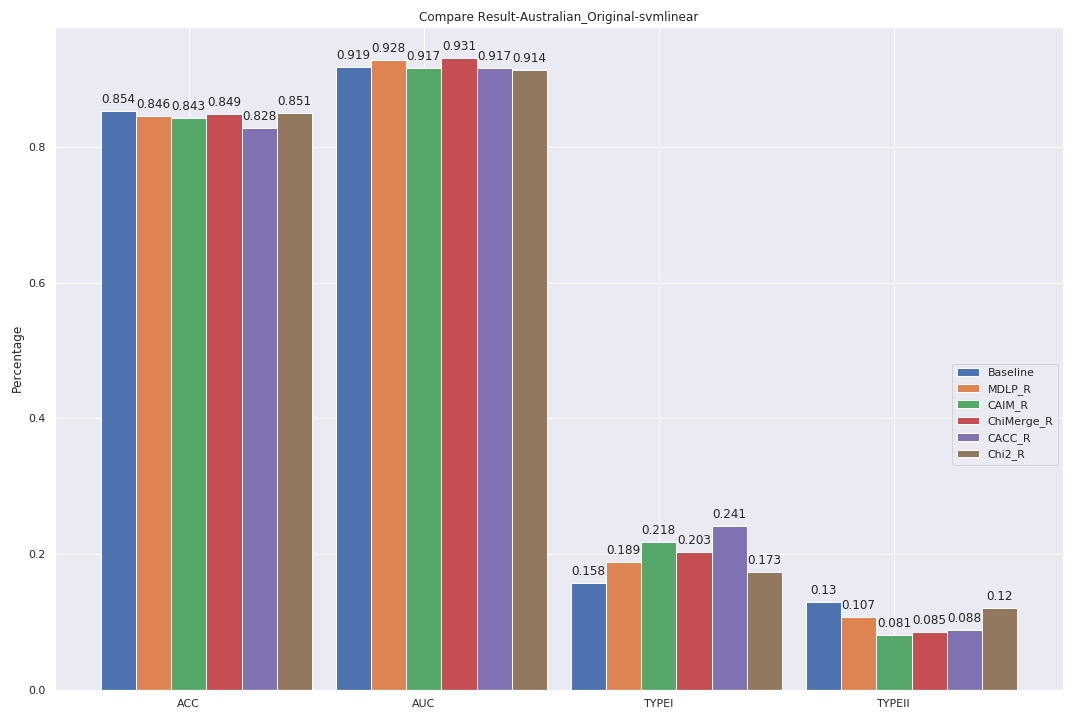 Compare Result-Australian_Original-svmlinear
Percentage
0.8
0.6
0.4
0.2
0.0
0.854
0.846
0.843
0.849
0.828
0.851
0.919
0.928
0.917
0.931
0.917
0.914
0.158
0.189
0.218
0.203
0.241
0.173
0.13
0.107
0.081
0.085
0.088
0.12
Baseline
MDLP_R
CAIM_R
ChiMerge_R
CACC_R
Chi2_R
ACC
AUC
TYPEI
TYPEII